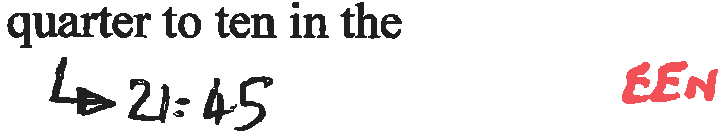 quarter to ten in the
↳ 21:45
EEN